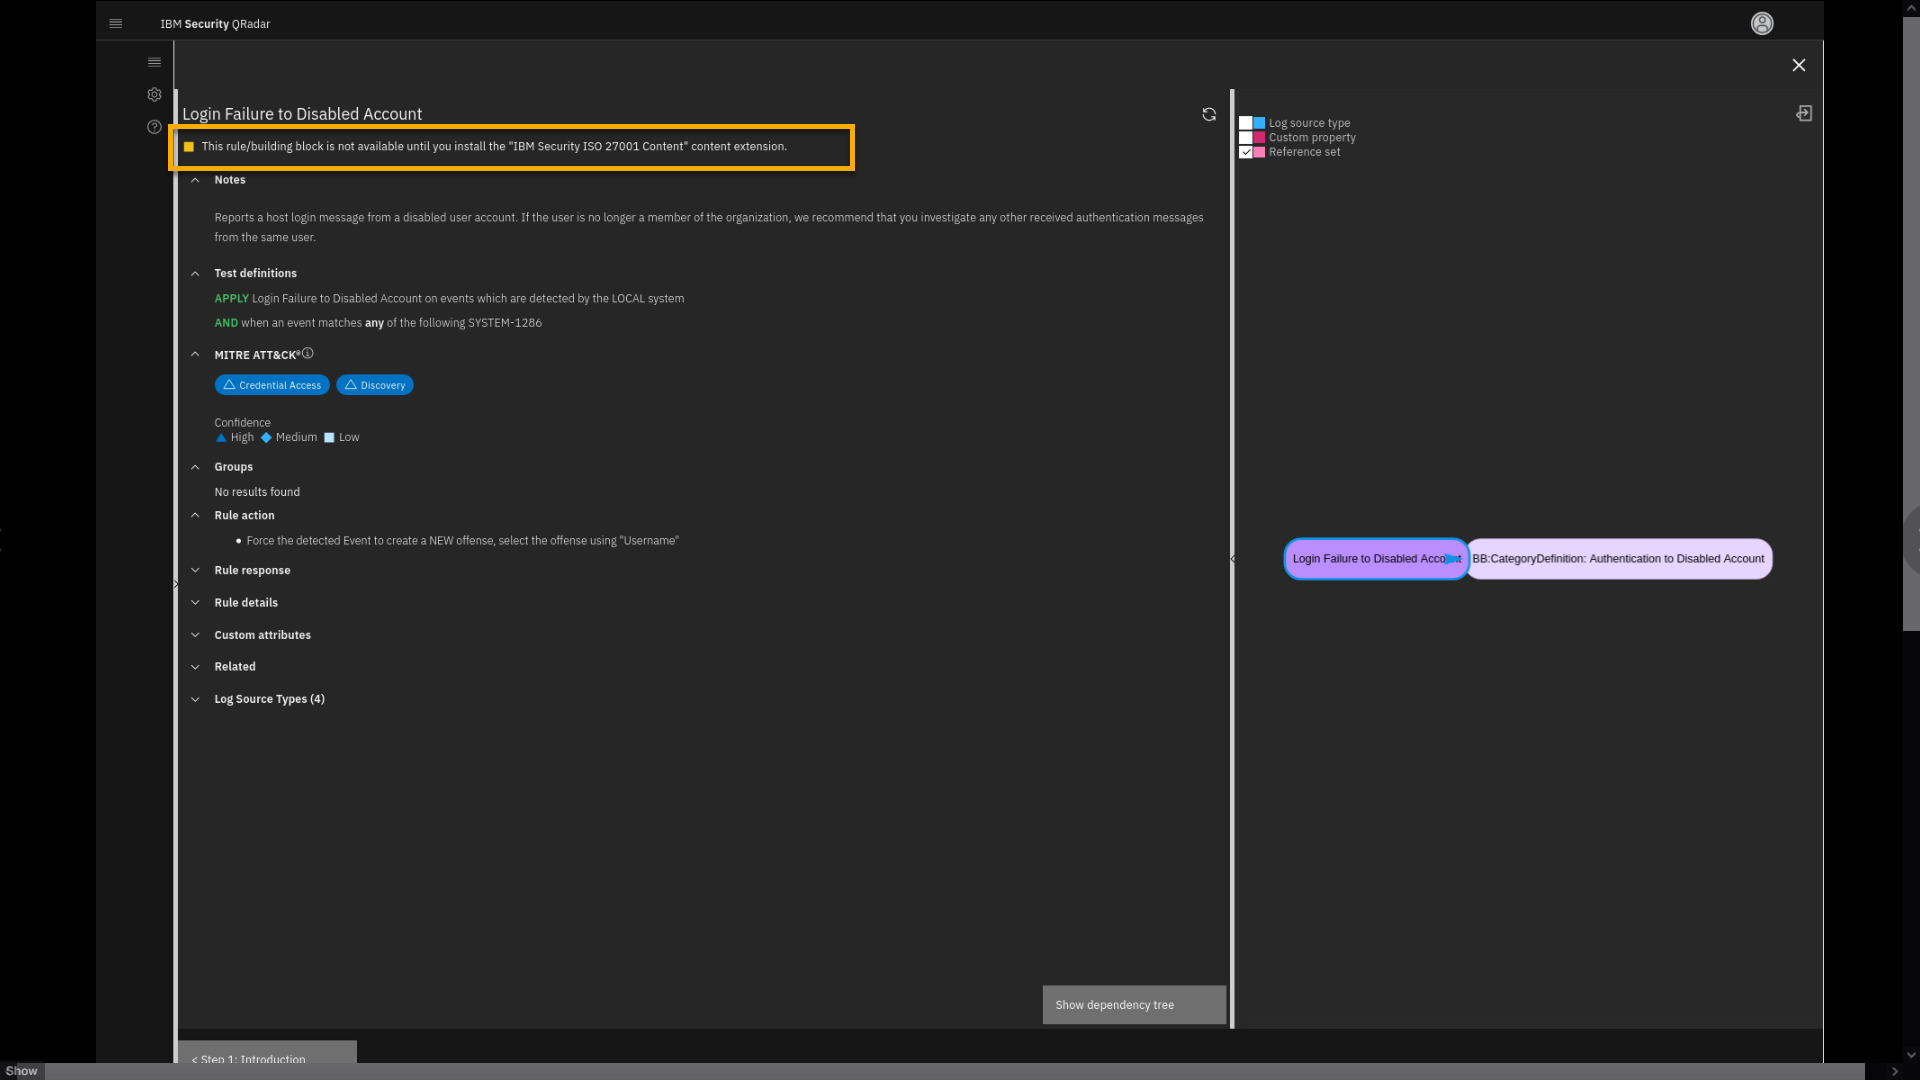 IBM Security QRadar
Login Failure to Disabled Account
This rule/building block is not available until you install the "IBM Security ISO 27001 Content" content extension.
Notes
Reports a host login message from a disabled user account. If the user is no longer a member of the organization, we recommend that you investigate any other received authentication messages
from the same user.
Test definitions
APPLY Login Failure to Disabled Account on events which are detected by the LOCAL system
AND when an event matches any of the following SYSTEM-1286
MITRE ATT&CK®
Credential Access Discovery
Confidence
High Medium Low
Groups
No results found
Rule action
• Force the detected Event to create a NEW offense, select the offense using "Username"
Rule response
Rule details
Custom attributes
Related
Log Source Types (4)
Show dependency tree
< Step 1: Introduction
Log source type
Custom property
Reference set
Login Failure to Disabled Account
BB:CategoryDefinition: Authentication to Disabled Account
Show